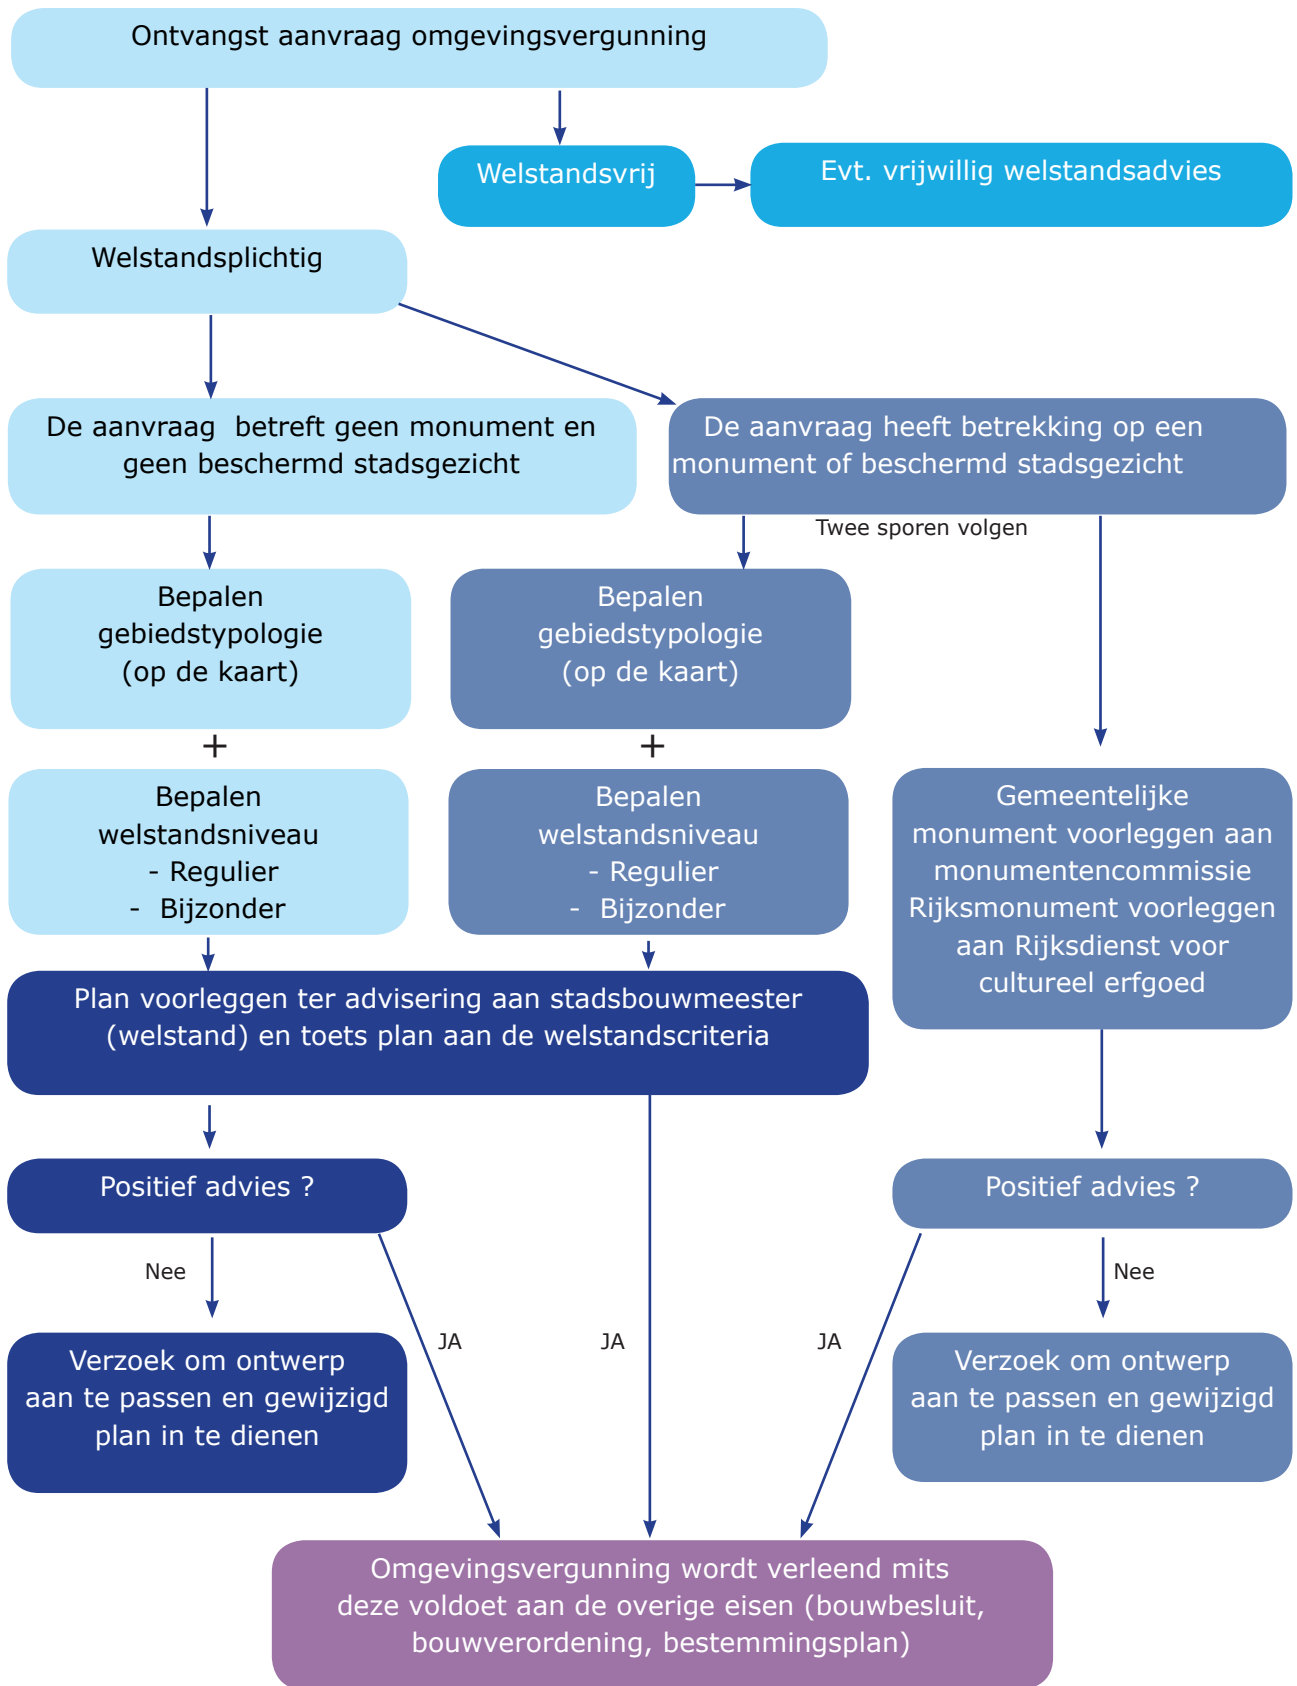 Ontvangst aanvraag omgevingsvergunning
Welstandsvrij
Evt. vrijwillig welstandsadvies
Welstandsplichtig
De aanvraag  betreft geen monument en
geen beschermd stadsgezicht
De aanvraag heeft betrekking op een
monument of beschermd stadsgezicht
Twee sporen volgen
Bepalen
gebiedstypologie
(op de kaart)
+
Bepalen
welstandsniveau
- Regulier
-  Bijzonder
Bepalen
gebiedstypologie
(op de kaart)
+
Bepalen
welstandsniveau
- Regulier
-  Bijzonder
Gemeentelijke
monument voorleggen aan
monumentencommissie
Rijksmonument voorleggen
aan Rijksdienst voor
cultureel erfgoed
Plan voorleggen ter advisering aan stadsbouwmeester
(welstand) en toets plan aan de welstandscriteria
Positief advies ?
Positief advies ?
Nee
JA
JA
JA
Nee
Verzoek om ontwerp
aan te passen en gewijzigd
plan in te dienen
Verzoek om ontwerp
aan te passen en gewijzigd
plan in te dienen
Omgevingsvergunning wordt verleend mits
deze voldoet aan de overige eisen (bouwbesluit,
bouwverordening, bestemmingsplan)